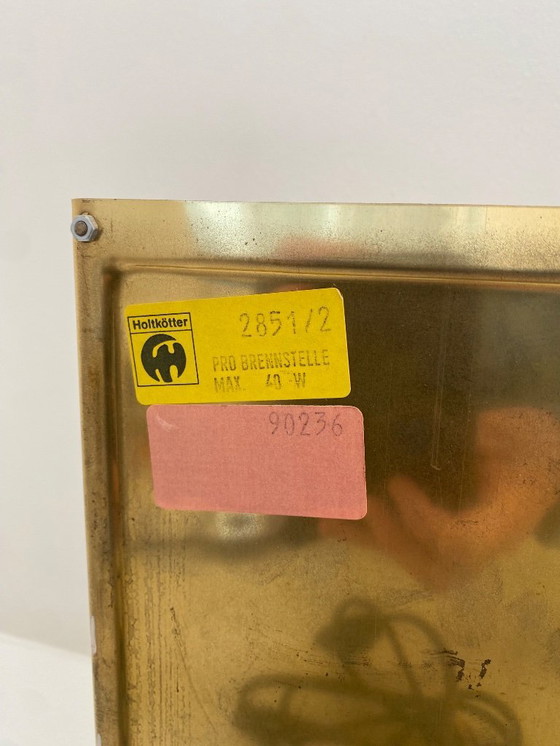 Holtkötter
2851/2
PRO BRENNSTELLE
MAX. 40 W
90236